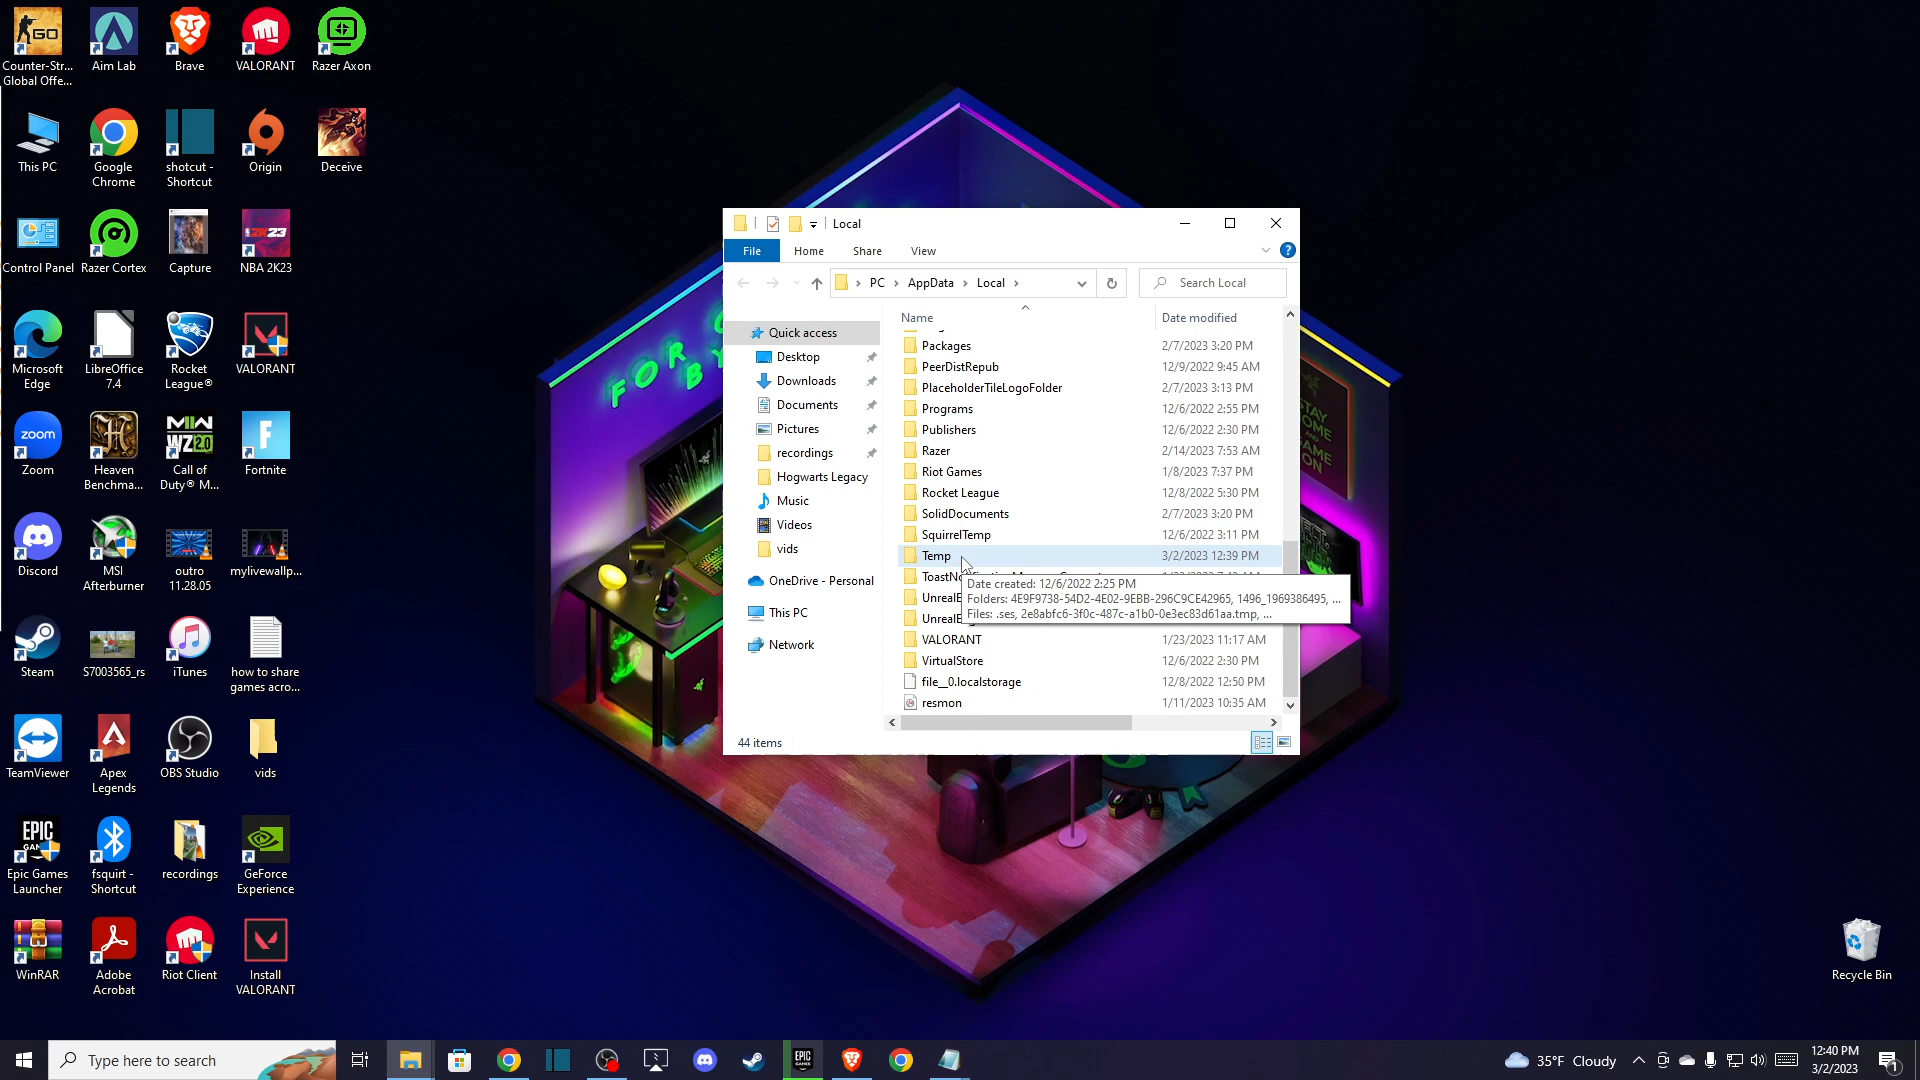 Counter-Str...
Global Offe...
Aim Lab
Brave
VALORANT
Razer Axon
This PC
Google
Chrome
shotcut -
Shortcut
Origin
Deceive
Control Panel
Razer Cortex
Capture
NBA 2K23
Microsoft
Edge
LibreOffice
7.4
Rocket
League®
VALORANT
zoom
Zoom
Heaven
Benchma...
MW
WZ 2.0
Call of
Duty® M...
Fortnite
Discord
MSI
Afterburner
outro
11.28.05
mylivewallp...
Steam
S7003565_rs
iTunes
how to share
games acro...
TeamViewer
Apex
Legends
OBS Studio
vids
EPIC
Epic Games
Launcher
fsquirt -
Shortcut
recordings
GeForce
Experience
WinRAR
Adobe
Acrobat
Riot Client
Install
VALORANT
Local
File
Home
Share
View
PC
AppData
Local
Search Local
Quick access
Desktop
Downloads
Documents
Pictures
recordings
Hogwarts Legacy
Music
Videos
vids
OneDrive - Personal
This PC
Network
Name Date modified
Packages 2/7/2023 3:20 PM
PeerDistRepub 12/9/2022 9:45 AM
PlaceholderTileLogoFolder 2/7/2023 3:13 PM
Programs 12/6/2022 2:55 PM
Publishers 12/6/2022 2:30 PM
Razer 2/14/2023 7:53 AM
Riot Games 1/8/2023 7:37 PM
Rocket League 12/8/2022 5:30 PM
SolidDocuments 2/7/2023 3:20 PM
SquirrelTemp 12/6/2022 3:11 PM
Temp 3/2/2023 12:39 PM
Date created: 12/6/2022 2:25 PM
Folders: 4E9F9738-54D2-4E02-9EBB-296C9CE42965, 1496_1969386495, ...
Files: .ses, 2e8abfc6-3f0c-487c-a1b0-0e3ec83d61aa.tmp, ...
VALORANT 1/23/2023 11:17 AM
VirtualStore 12/6/2022 2:30 PM
file__0.localstorage 12/8/2022 12:50 PM
resmon 1/11/2023 10:35 AM
44 items
Recycle Bin
Type here to search
35°F Cloudy
12:40 PM
3/2/2023
1